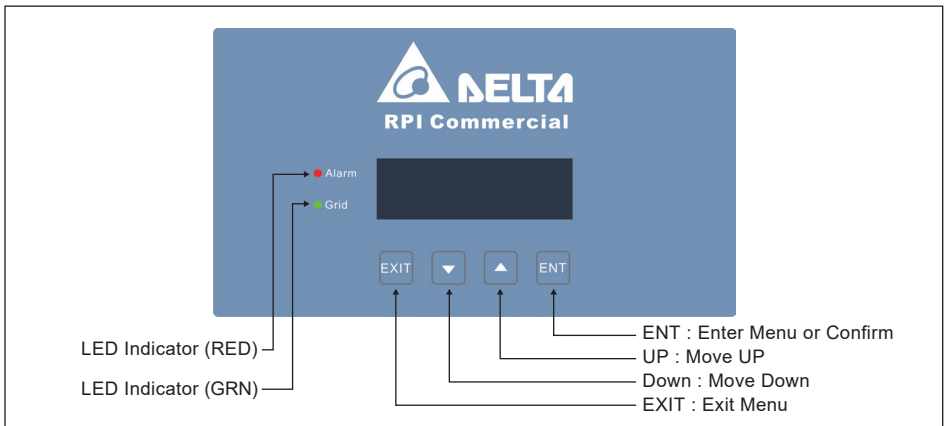 DELTA
RPI Commercial
Alarm
Grid
EXIT ENT
LED Indicator (RED)
LED Indicator (GRN)
ENT : Enter Menu or Confirm
UP : Move UP
Down : Move Down
EXIT : Exit Menu